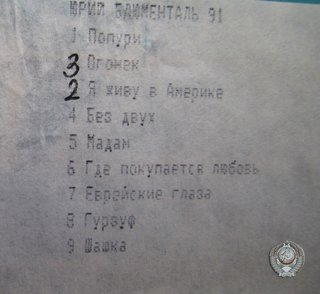 ЮРИЙ БЛЮМЕНТАЛЬ 91
1 Попури
3 Огонек
2 Я живу в Америке
4 Без двух
5 Мадам
6 Где покупается любовь
7 Еврейские глаза
8 Гурзуф
9 Шашка